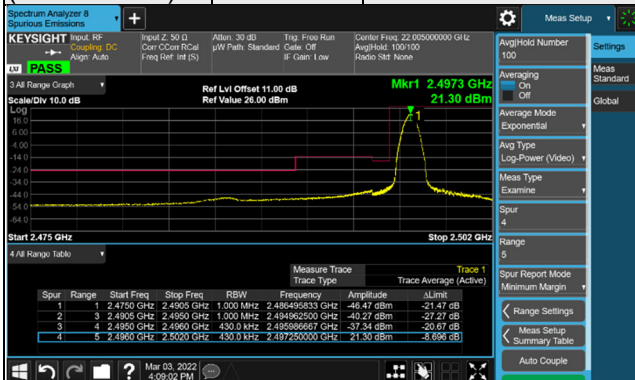 Spectrum Analyzer 8
Spurious Emissions
Meas Setup
KEYSIGHT
Input: RF
Coupling: DC
Align: Auto
Input Z: 50 Ω
Corr CCorr RCal
Freq Ref: Int (S)
Atten: 30 dB
µW Path: Standard
Trig: Free Run
Gate: Off
IF Gain: Low
Center Freq: 22.005000000 GHz
Avg|Hold: 100/100
Radio Std: None
LXI
PASS
3 All Range Graph
Scale/Div 10.0 dB
Ref Lvl Offset 11.00 dB
Ref Value 26.00 dBm
Mkr1 2.4973 GHz
21.30 dBm
Log
16.0
6.00
-4.00
-14.0
-24.0
-34.0
-44.0
-54.0
-64.0
1
Start 2.475 GHz
Stop 2.502 GHz
4 All Range Table
Measure Trace Trace 1
Trace Type Trace Average (Active)
Spur Range Start Freq Stop Freq RBW Frequency Amplitude ΔLimit
1 1 2.4750 GHz 2.4905 GHz 1.000 MHz 2.486495833 GHz -46.47 dBm -21.47 dB
2 3 2.4905 GHz 2.4950 GHz 1.000 MHz 2.494962500 GHz -40.27 dBm -27.27 dB
3 4 2.4950 GHz 2.4960 GHz 430.0 kHz 2.495986667 GHz -37.34 dBm -20.67 dB
4 5 2.4960 GHz 2.5020 GHz 430.0 kHz 2.497250000 GHz 21.30 dBm -8.696 dB
Mar 03, 2022
4:09:02 PM
Avg|Hold Number
100
Averaging
On
Off
Average Mode
Exponential
Avg Type
Log-Power (Video)
Meas Type
Examine
Spur
4
Range
5
Spur Report Mode
Minimum Margin
Range Settings
Meas Setup
Summary Table
Auto Couple
Settings
Meas
Standard
Global